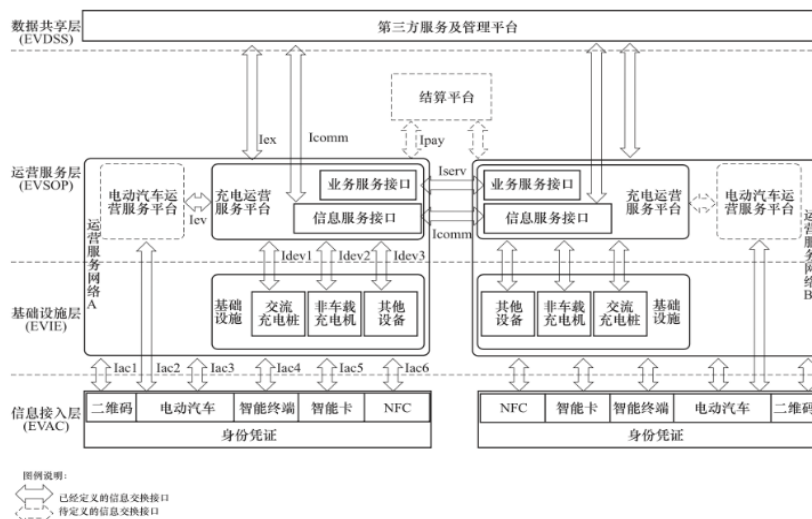 数据共享层
(EVDSS)
第三方服务及管理平台
结算平台
Iex
Icomm
Ipay
运营服务层
(EVSOP)
电动汽车运
营服务平台
Iev
充电运营
服务平台
业务服务接口
信息服务接口
Iserv
Icomm
业务服务接口
信息服务接口
充电运营
服务平台
电动汽车运
营服务平台
运营服务网络A
运营服务网络B
Idev1
Idev2
Idev3
基础设施层
(EVIE)
基础
设施
交流
充电桩
非车载
充电机
其他
设备
其他
设备
非车载
充电机
交流
充电桩
基础
设施
Iac1
Iac2
Iac3
Iac4
Iac5
Iac6
信息接入层
(EVAC)
二维码
电动汽车
智能终端
智能卡
NFC
身份凭证
NFC
智能卡
智能终端
电动汽车
二维码
身份凭证
图例说明:
已经定义的信息交换接口
待定义的信息交换接口